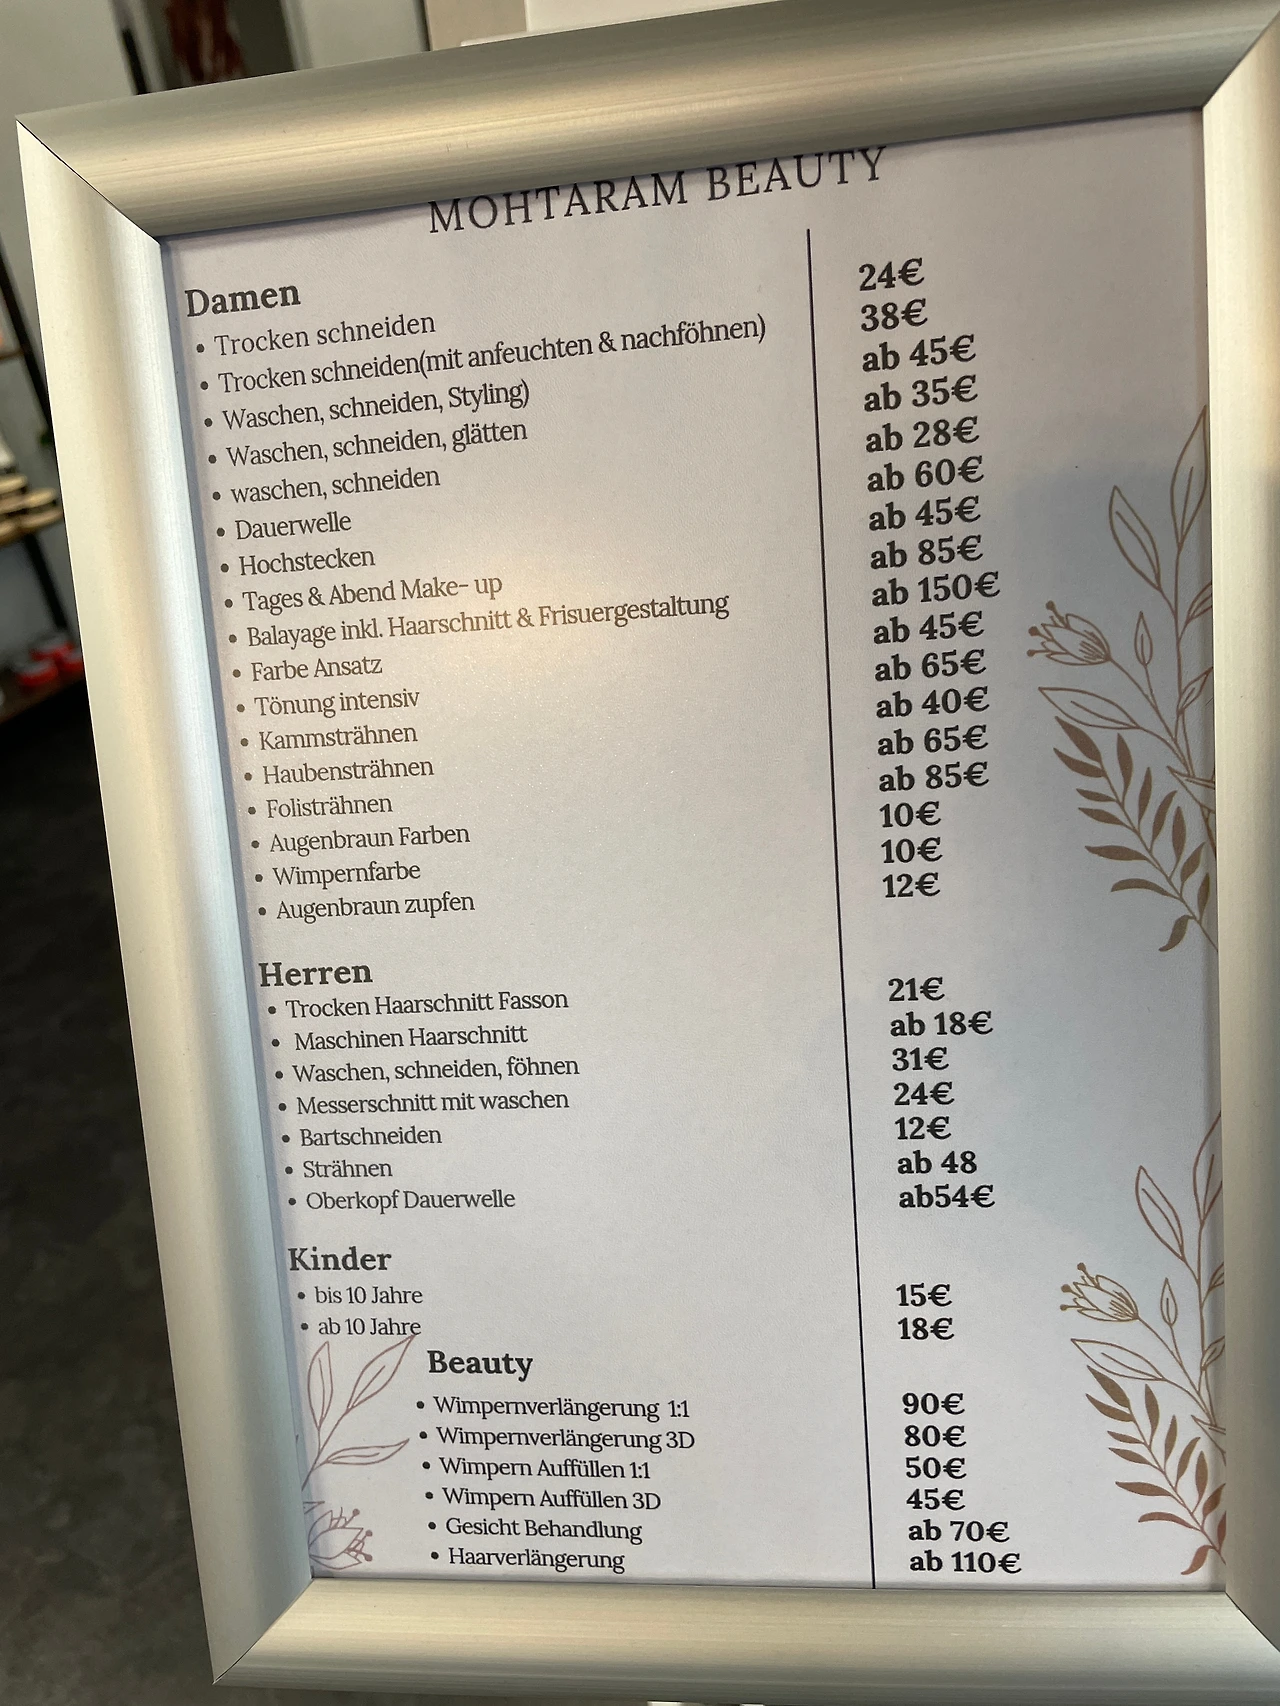 MOHTARAM BEAUTY
Damen
• Trocken schneiden 24€
• Trocken schneiden(mit anfeuchten & nachföhnen) 38€
• Waschen, schneiden, Styling) ab 45€
• Waschen, schneiden, glätten ab 35€
• waschen, schneiden ab 28€
• Dauerwelle ab 60€
• Hochstecken ab 45€
• Tages & Abend Make- up ab 85€
• Balayage inkl. Haarschnitt & Frisuergestaltung ab 150€
• Farbe Ansatz ab 45€
• Tönung intensiv ab 65€
• Kammsträhnen ab 40€
• Haubensträhnen ab 65€
• Folisträhnen ab 85€
• Augenbraun Farben 10€
• Wimpernfarbe 10€
• Augenbraun zupfen 12€
Herren
• Trocken Haarschnitt Fasson 21€
• Maschinen Haarschnitt ab 18€
• Waschen, schneiden, föhnen 31€
• Messerschnitt mit waschen 24€
• Bartschneiden 12€
• Strähnen ab 48
• Oberkopf Dauerwelle ab54€
Kinder
• bis 10 Jahre 15€
• ab 10 Jahre 18€
Beauty
• Wimpernverlängerung 1:1 90€
• Wimpernverlängerung 3D 80€
• Wimpern Auffüllen 1:1 50€
• Wimpern Auffüllen 3D 45€
• Gesicht Behandlung ab 70€
• Haarverlängerung ab 110€